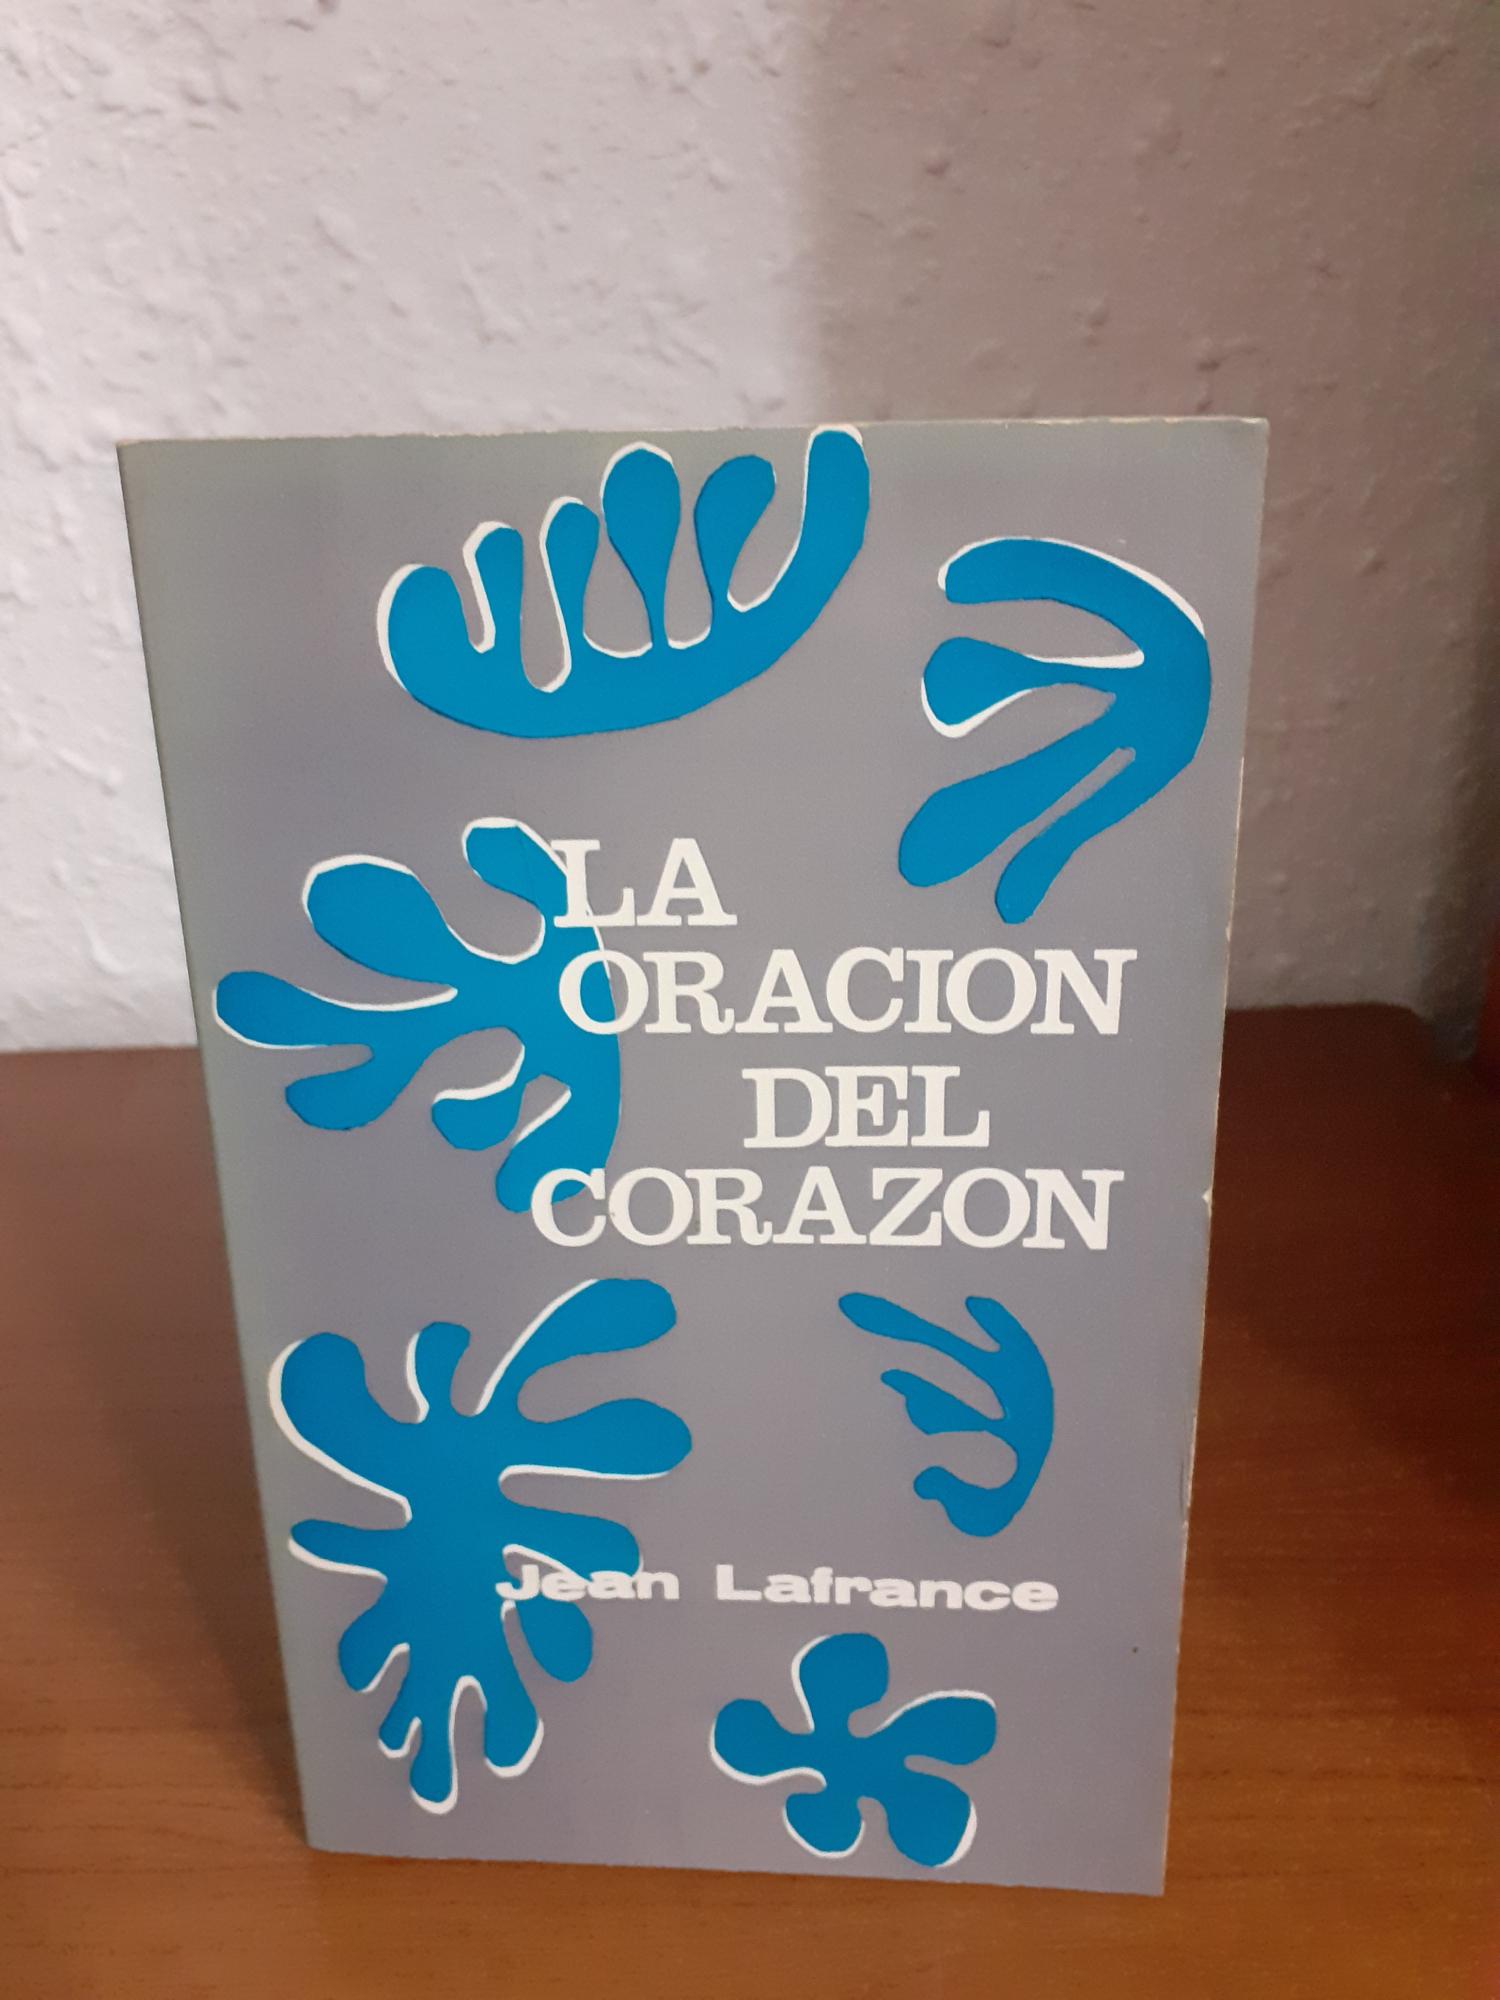 LA
ORACION
DEL
CORAZON
Jean Lafrance